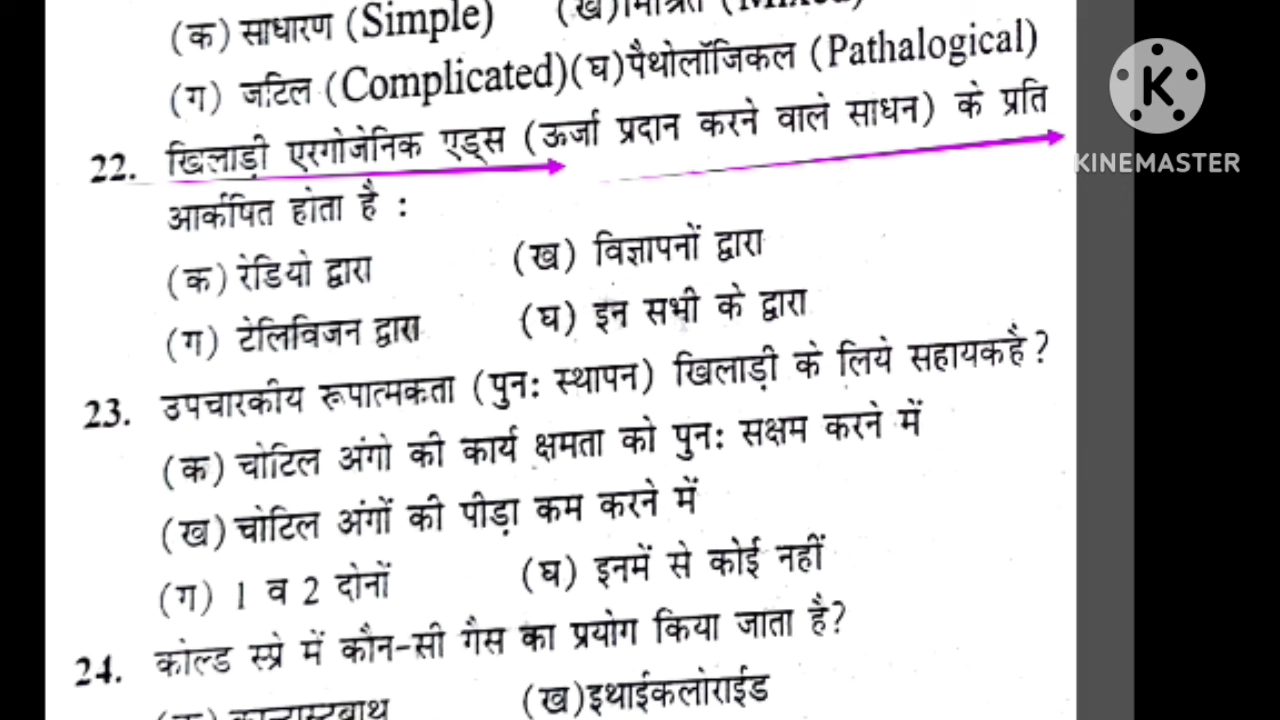 (क) साधारण (Simple) (ख) मिश्रित (Mixed)
(ग) जटिल (Complicated)(घ)पैथोलॉजिकल (Pathalogical)
22. खिलाड़ी एरगोजेनिक एड्स (ऊर्जा प्रदान करने वाले साधन) के प्रति
आर्कषित होता है :
(क) रेडियो द्वारा (ख) विज्ञापनों द्वारा
(ग) टेलिविजन द्वारा (घ) इन सभी के द्वारा
23. उपचारकीय रूपात्मकता (पुनः स्थापन) खिलाड़ी के लिये सहायकहै ?
(क) चोटिल अंगो की कार्य क्षमता को पुनः सक्षम करने में
(ख) चोटिल अंगों की पीड़ा कम करने में
(ग) 1 व 2 दोनों (घ) इनमें से कोई नहीं
24. कोल्ड स्प्रे में कौन-सी गैस का प्रयोग किया जाता है?
(ख)इथाईकलोराईड
K
KINEMASTER